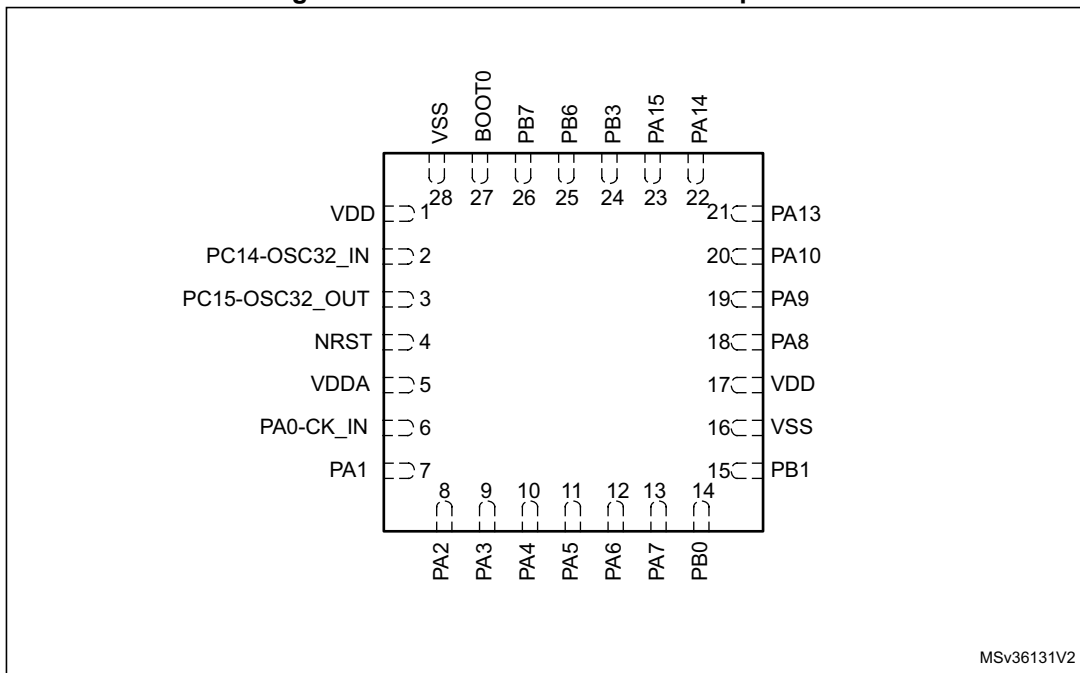 VSS
BOOT0
PB7
PB6
PB3
PA15
PA14
28
27
26
25
24
23
22
VDD 1
21 PA13
PC14-OSC32_IN 2
20 PA10
PC15-OSC32_OUT 3
19 PA9
NRST 4
18 PA8
VDDA 5
17 VDD
PA0-CK_IN 6
16 VSS
PA1 7
15 PB1
8
9
10
11
12
13
14
PA2
PA3
PA4
PA5
PA6
PA7
PB0
MSv36131V2